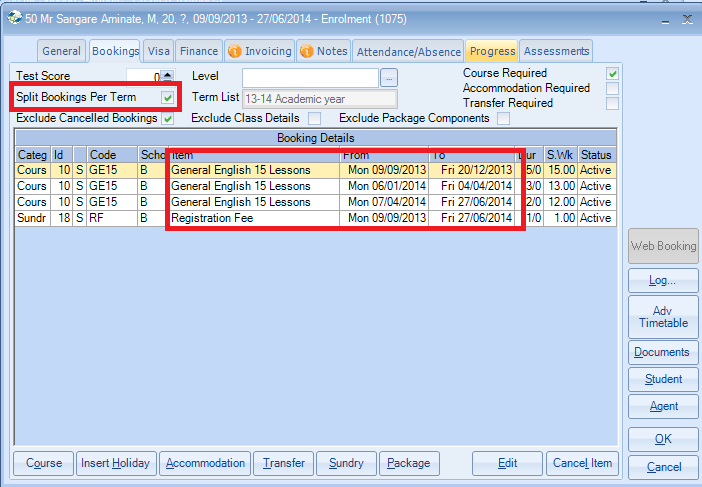 50 Mr Sangare Aminate, M, 20, ?, 09/09/2013 - 27/06/2014 - Enrolment (1075)
General Bookings Visa Finance Invoicing Notes Attendance/Absence Progress Assessments
Test Score 0 Level ... Course Required
Split Bookings Per Term Term List 13-14 Academic year Accommodation Required
Transfer Required
Exclude Cancelled Bookings Exclude Class Details Exclude Package Components
Booking Details
Categ Id Code Scho Item From To Dur S.Wk Status
Cours 10 S GE15 B General English 15 Lessons Mon 09/09/2013 Fri 20/12/2013 5/0 15.00 Active
Cours 10 S GE15 B General English 15 Lessons Mon 06/01/2014 Fri 04/04/2014 3/0 13.00 Active
Cours 10 S GE15 B General English 15 Lessons Mon 07/04/2014 Fri 27/06/2014 2/0 12.00 Active
Sundr 18 S RF B Registration Fee Mon 09/09/2013 Fri 27/06/2014 1/0 1.00 Active
Web Booking
Log...
Adv
Timetable
Documents
Student
Agent
OK
Cancel
Course Insert Holiday Accommodation Transfer Sundry Package Edit Cancel Item